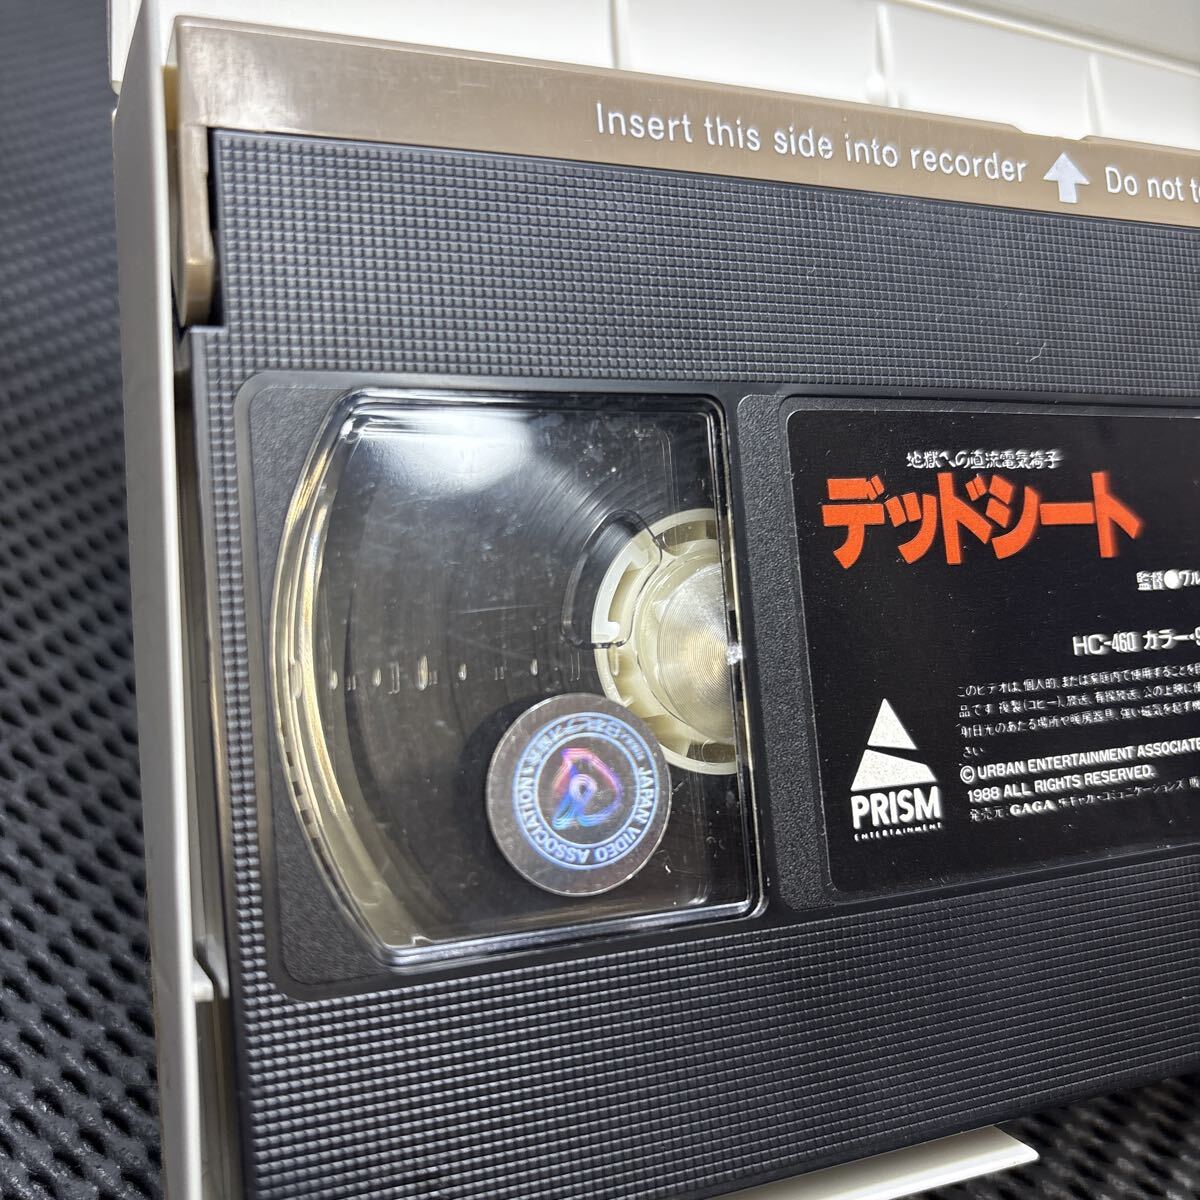 Insert this side into recorder
Do not t
地獄への直流電気椅子
デッドシート
監督●ワル
HC-460 カラー・S
このビデオは、個人的、または家庭内で使用することを
品です 複製(コピー)、放送、有線放送、公の上映に使
射日光のあたる場所や暖房器具、強い磁気を起す機
さい
© URBAN ENTERTAINMENT ASSOCIATE
1988 ALL RIGHTS RESERVED.
発売元:GAGA ギャガ・コミュニケーションズ
PRISM
ENTERTAINMENT
JAPAN VIDEO ASSOCIATION